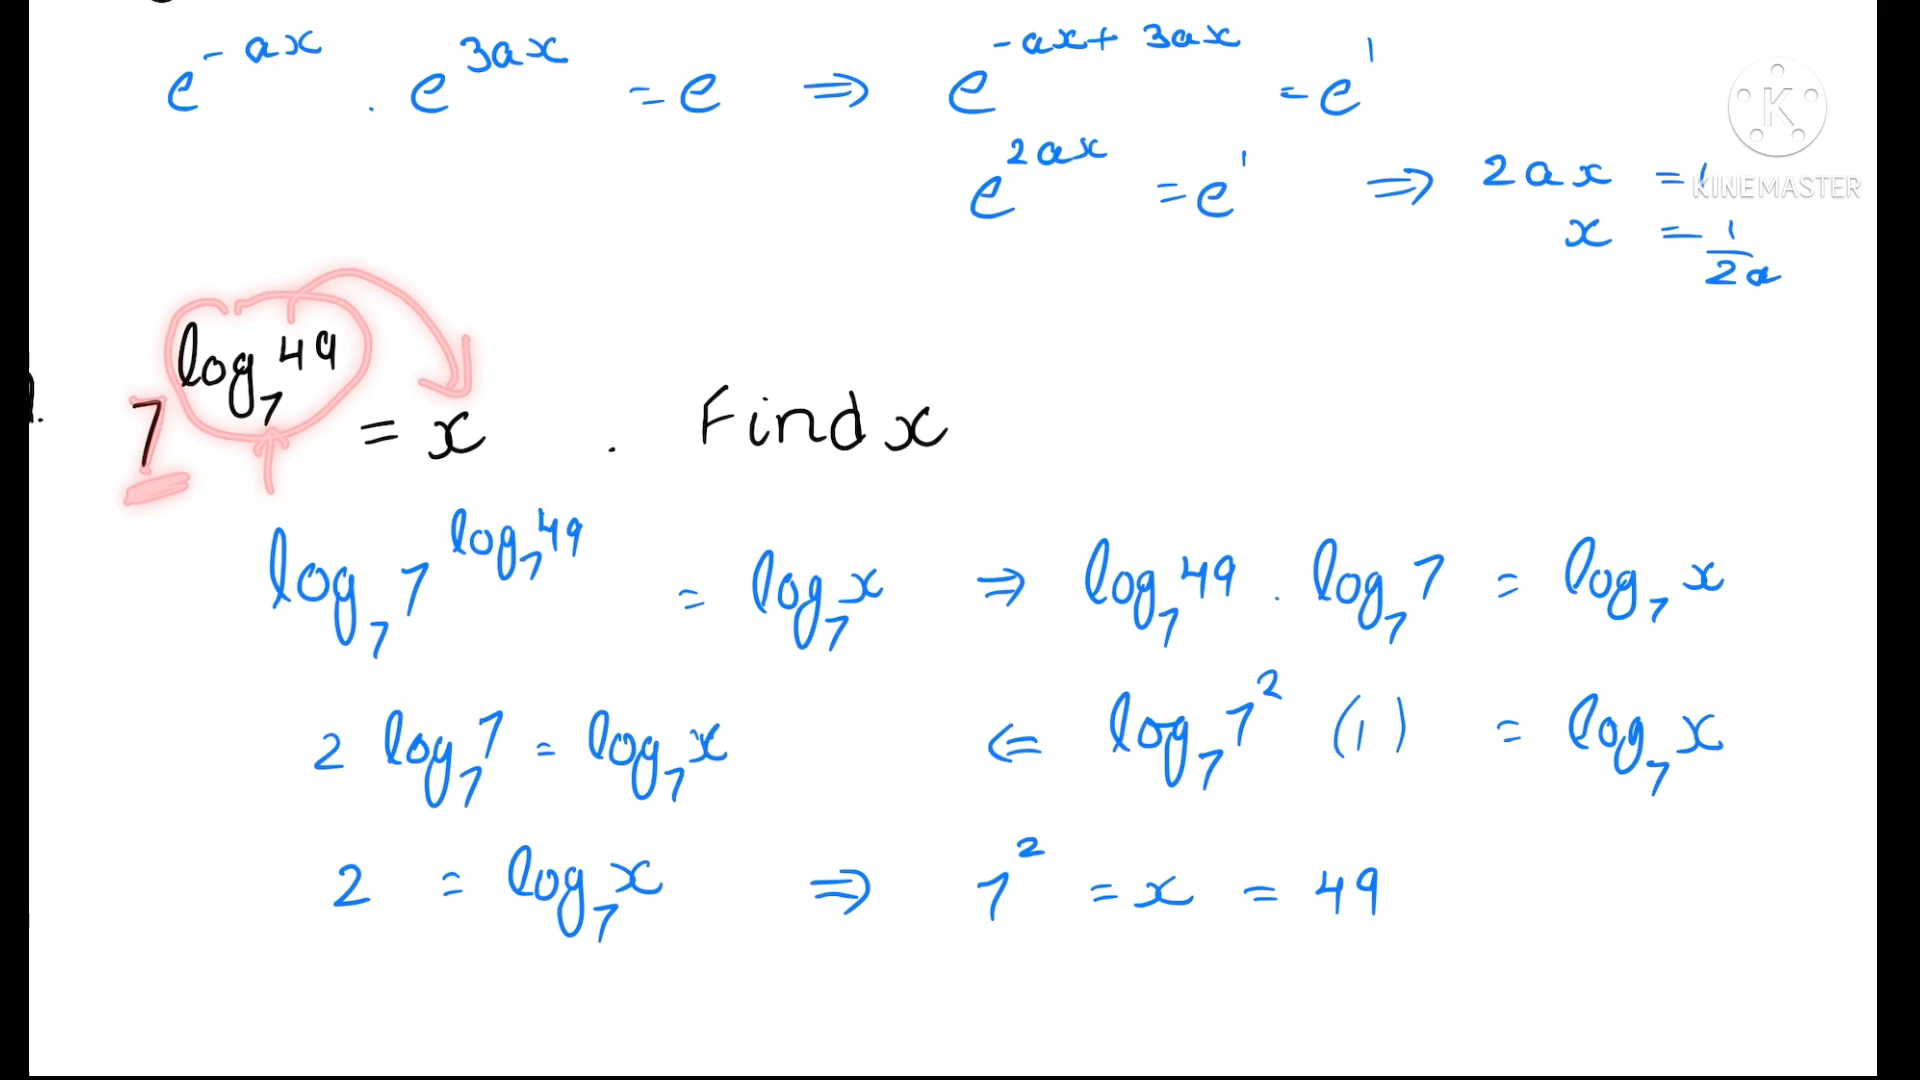 e^{-ax} . e^{3ax} = e ⇒ e^{-ax + 3ax} = e^1
e^{2ax} = e^1 ⇒ 2ax = 1
K
KINEMASTER
x = 1/2a
7^{log_7 49} = x . Find x
log_7 7^{log_7 49} = log_7 x ⇒ log_7 49 . log_7 7 = log_7 x
2 log_7 7 = log_7 x ⇐ log_7 7^2 (1) = log_7 x
2 = log_7 x ⇒ 7^2 = x = 49